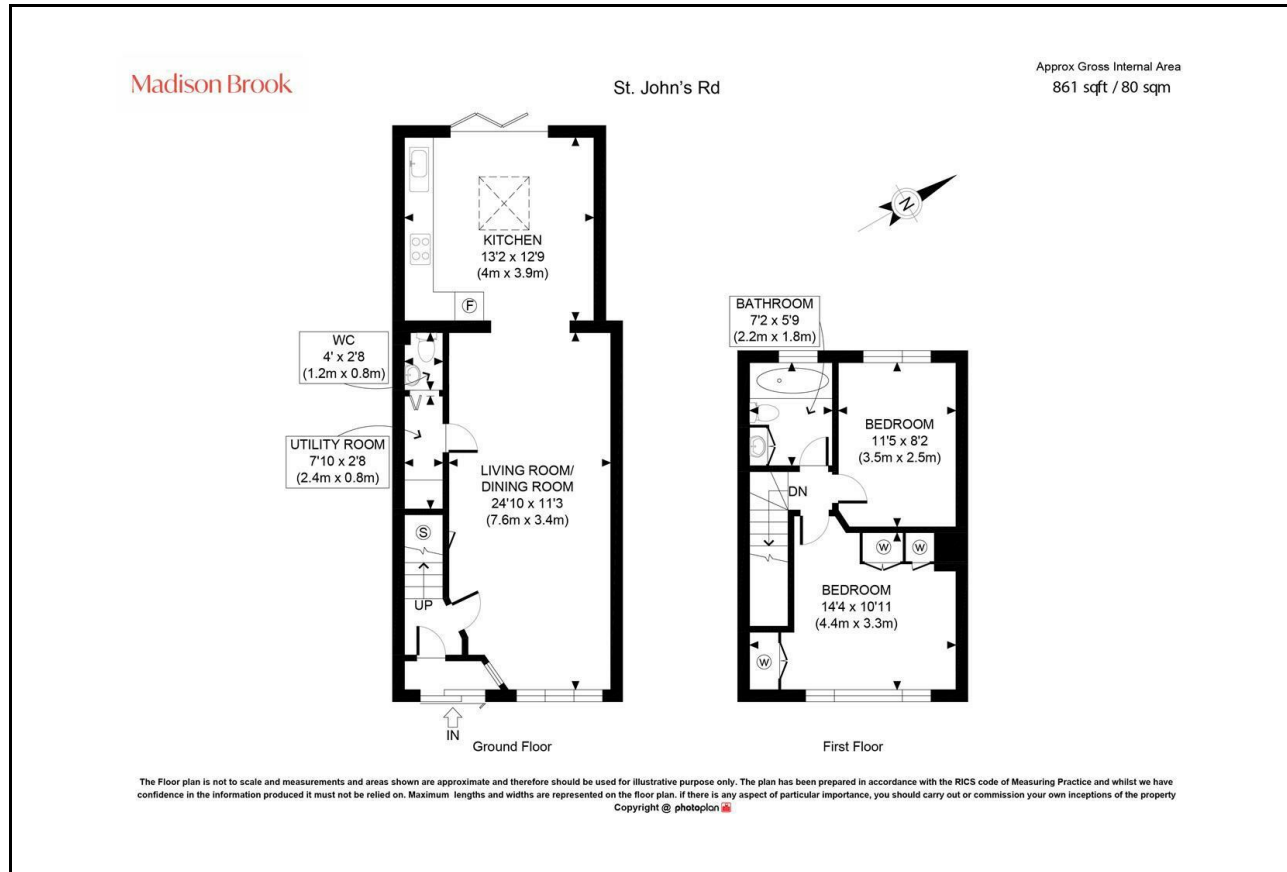 Madison Brook
St. John's Rd
Approx Gross Internal Area
861 sqft / 80 sqm
KITCHEN
13'2 x 12'9
(4m x 3.9m)
F
WC
4' x 2'8
(1.2m x 0.8m)
UTILITY ROOM
7'10 x 2'8
(2.4m x 0.8m)
LIVING ROOM/
DINING ROOM
24'10 x 11'3
(7.6m x 3.4m)
S
UP
IN
Ground Floor
N
BATHROOM
7'2 x 5'9
(2.2m x 1.8m)
BEDROOM
11'5 x 8'2
(3.5m x 2.5m)
DN
W
W
BEDROOM
14'4 x 10'11
(4.4m x 3.3m)
W
First Floor
The Floor plan is not to scale and measurements and areas shown are approximate and therefore should be used for illustrative purpose only. The plan has been prepared in accordance with the RICS code of Measuring Practice and whilst we have
confidence in the information produced it must not be relied on. Maximum lengths and widths are represented on the floor plan. if there is any aspect of particular importance, you should carry out or commission your own inceptions of the property
Copyright @ photoplan